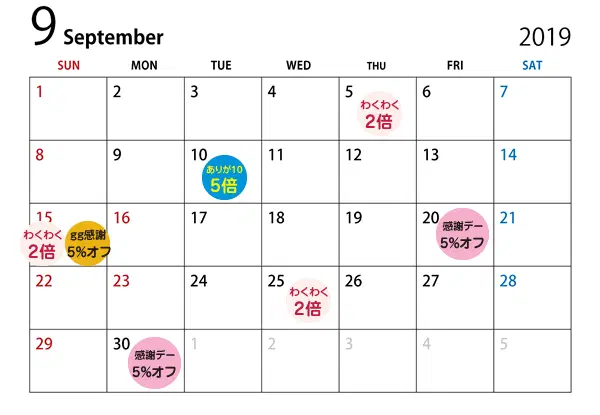 9 September 2019
SUN MON TUE WED THU FRI SAT
1 2 3 4 5 6 7
わくわく
2倍
8 9 10 11 12 13 14
ありが10
5倍
15 16 17 18 19 20 21
わくわく
2倍
gg感謝
5%オフ
感謝デー
5%オフ
22 23 24 25 26 27 28
わくわく
2倍
29 30 1 2 3 4 5
感謝デー
5%オフ